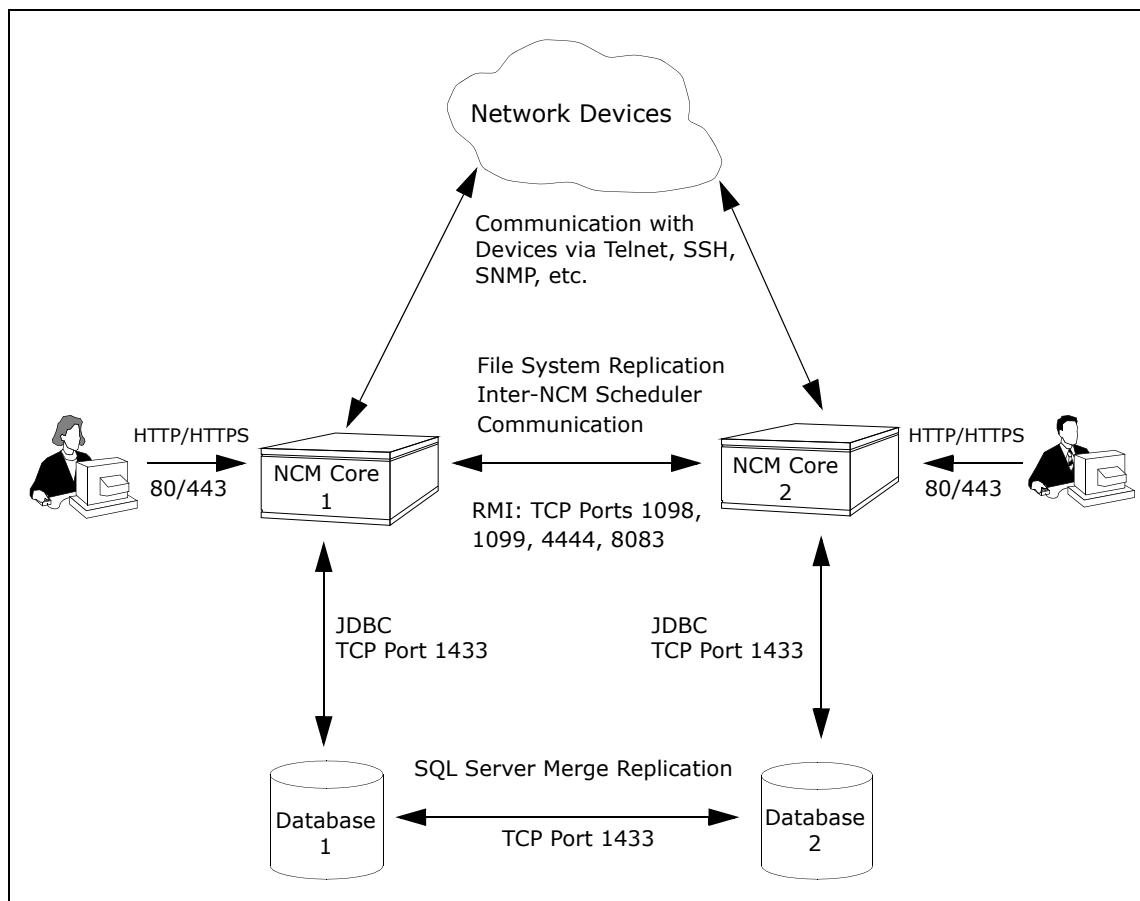 Network Devices
Communication with
Devices via Telnet, SSH,
SNMP, etc.
File System Replication
Inter-NCM Scheduler
Communication
HTTP/HTTPS
80/443
NCM Core
1
RMI: TCP Ports 1098,
1099, 4444, 8083
NCM Core
2
HTTP/HTTPS
80/443
JDBC
TCP Port 1433
JDBC
TCP Port 1433
SQL Server Merge Replication
Database
1
TCP Port 1433
Database
2